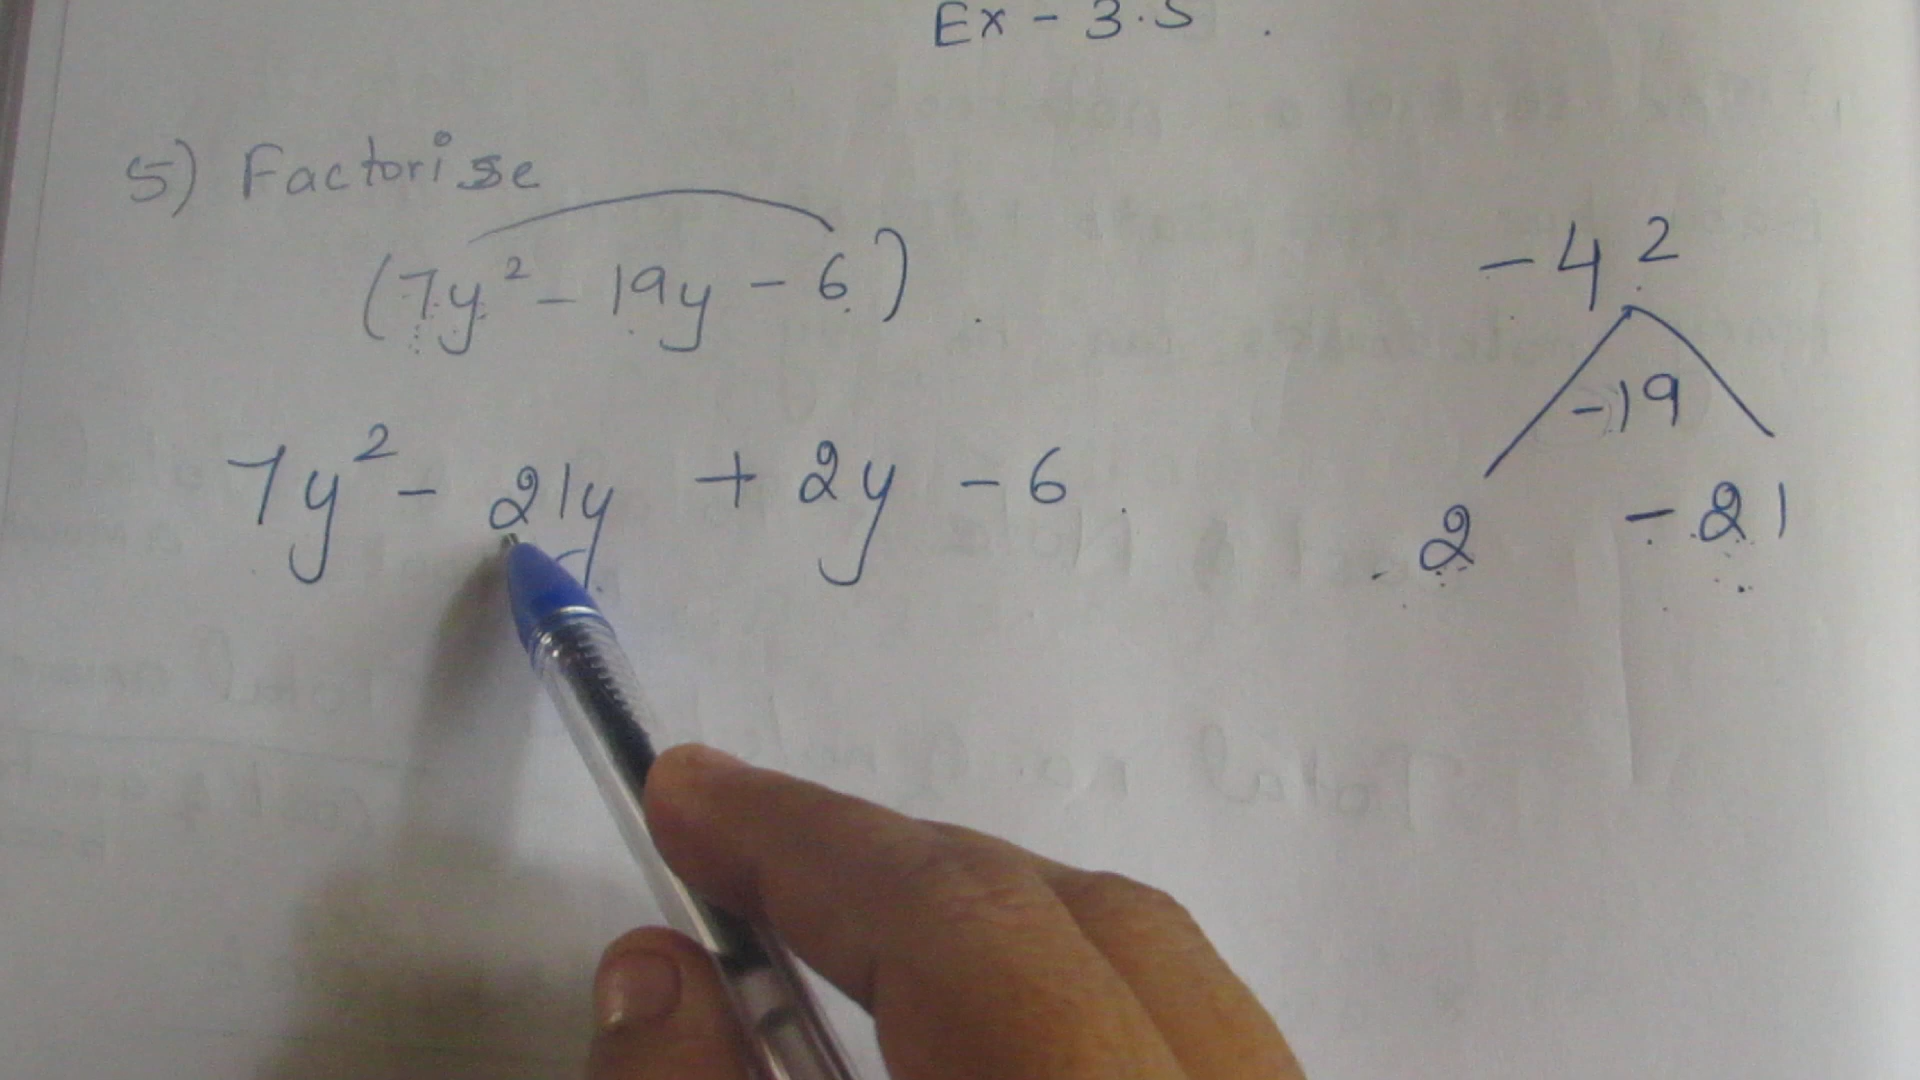 Ex - 3.5
5) Factorise
(7y² - 19y - 6)
-42
-19
7y² - 21y + 2y - 6
2 -21